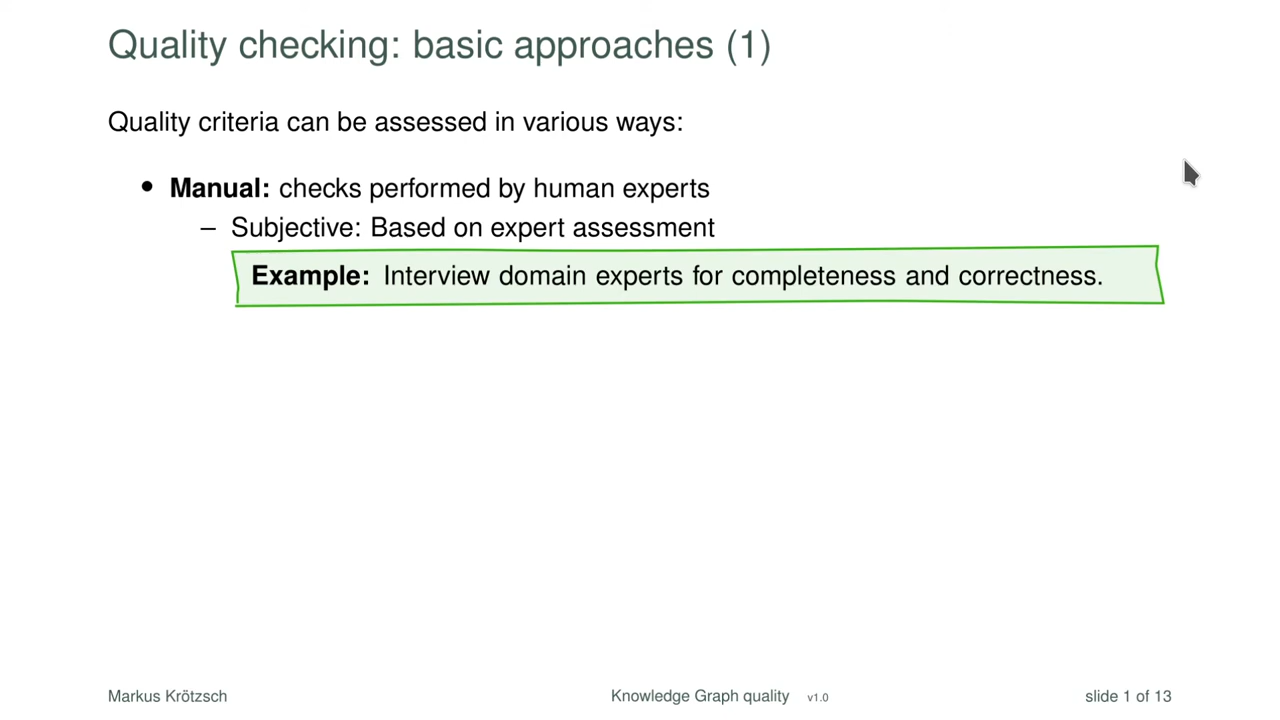 Quality checking: basic approaches (1)
Quality criteria can be assessed in various ways:
• Manual: checks performed by human experts
– Subjective: Based on expert assessment
Example: Interview domain experts for completeness and correctness.
Markus Krötzsch Knowledge Graph quality v1.0 slide 1 of 13